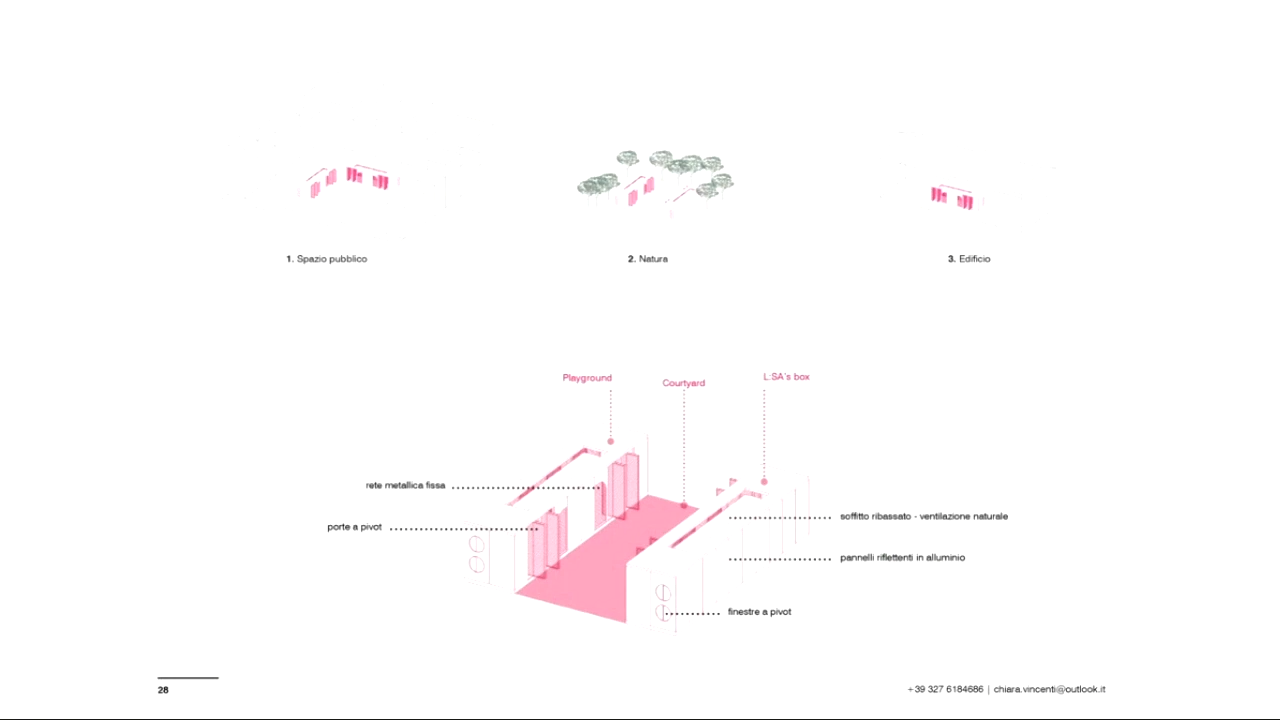 1. Spazio pubblico
2. Natura
3. Edificio
Playground
Courtyard
L:SA's box
rete metallica fissa
porte a pivot
soffitto ribassato - ventilazione naturale
pannelli riflettenti in alluminio
finestre a pivot
28
+39 327 6184686 | chiara.vincenti@outlook.it